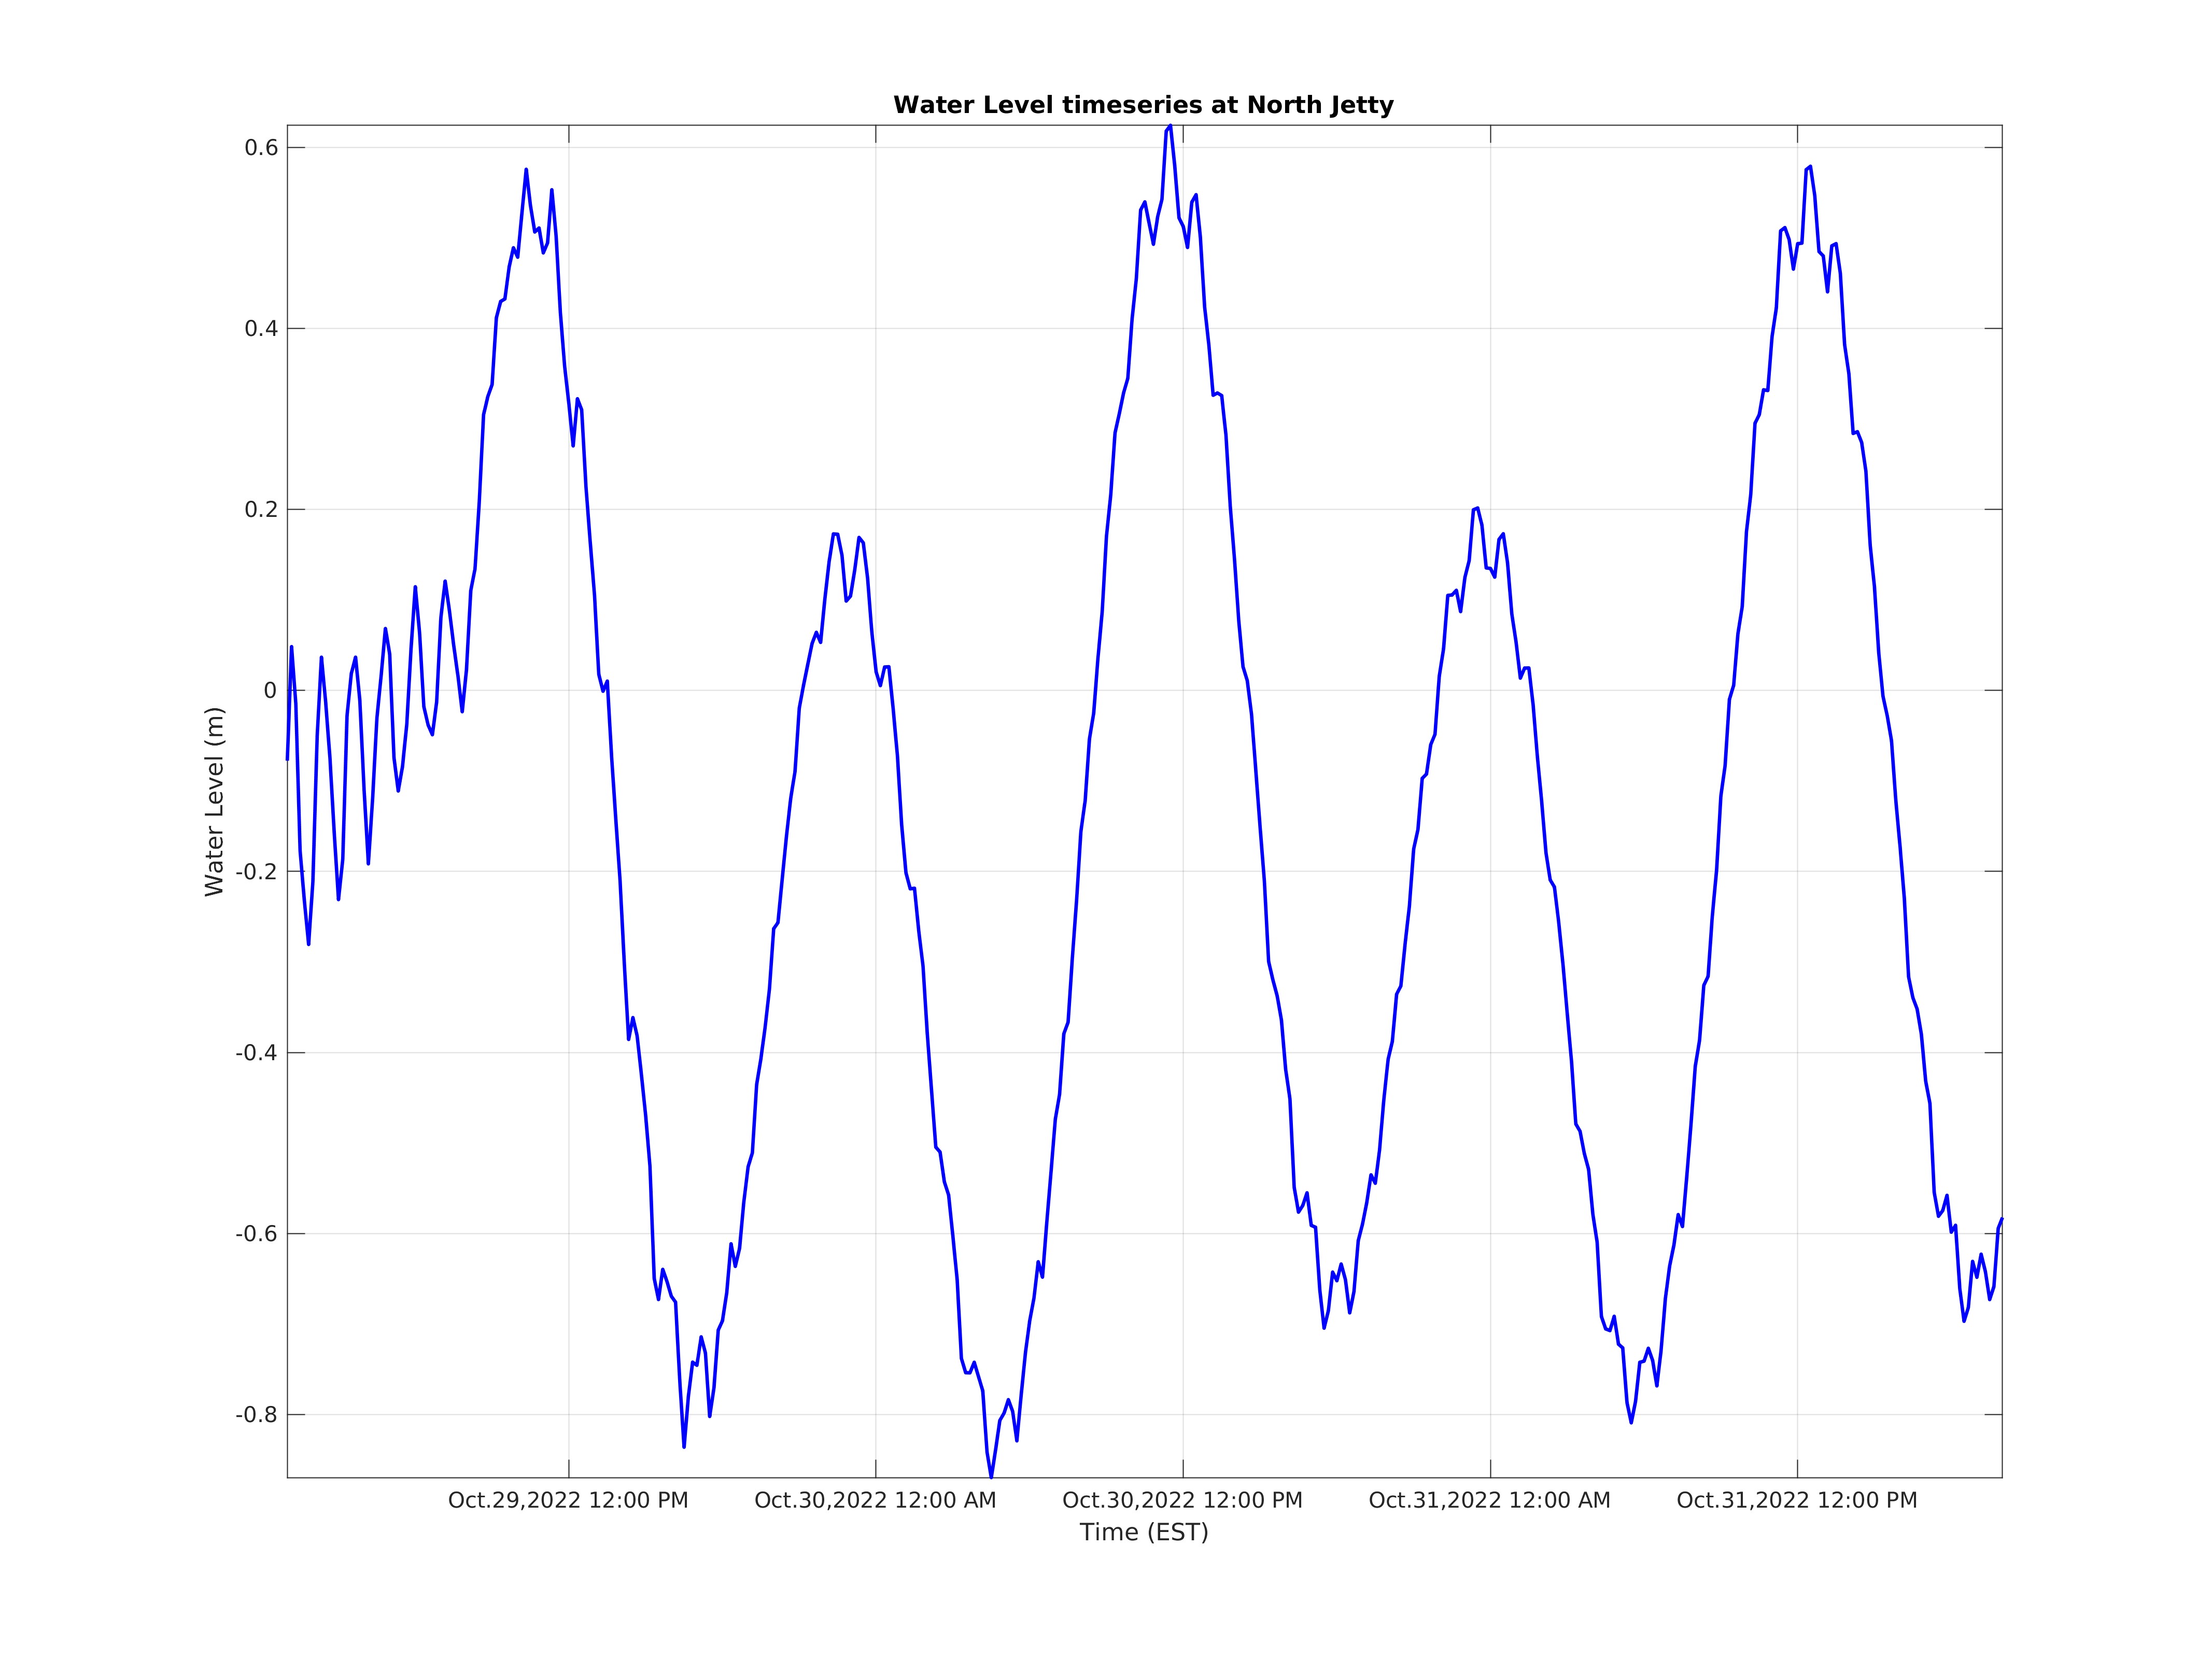 Water Level timeseries at North Jetty
0.6
0.4
0.2
0
-0.2
-0.4
-0.6
-0.8
Water Level (m)
Oct.29,2022 12:00 PM
Oct.30,2022 12:00 AM
Oct.30,2022 12:00 PM
Oct.31,2022 12:00 AM
Oct.31,2022 12:00 PM
Time (EST)